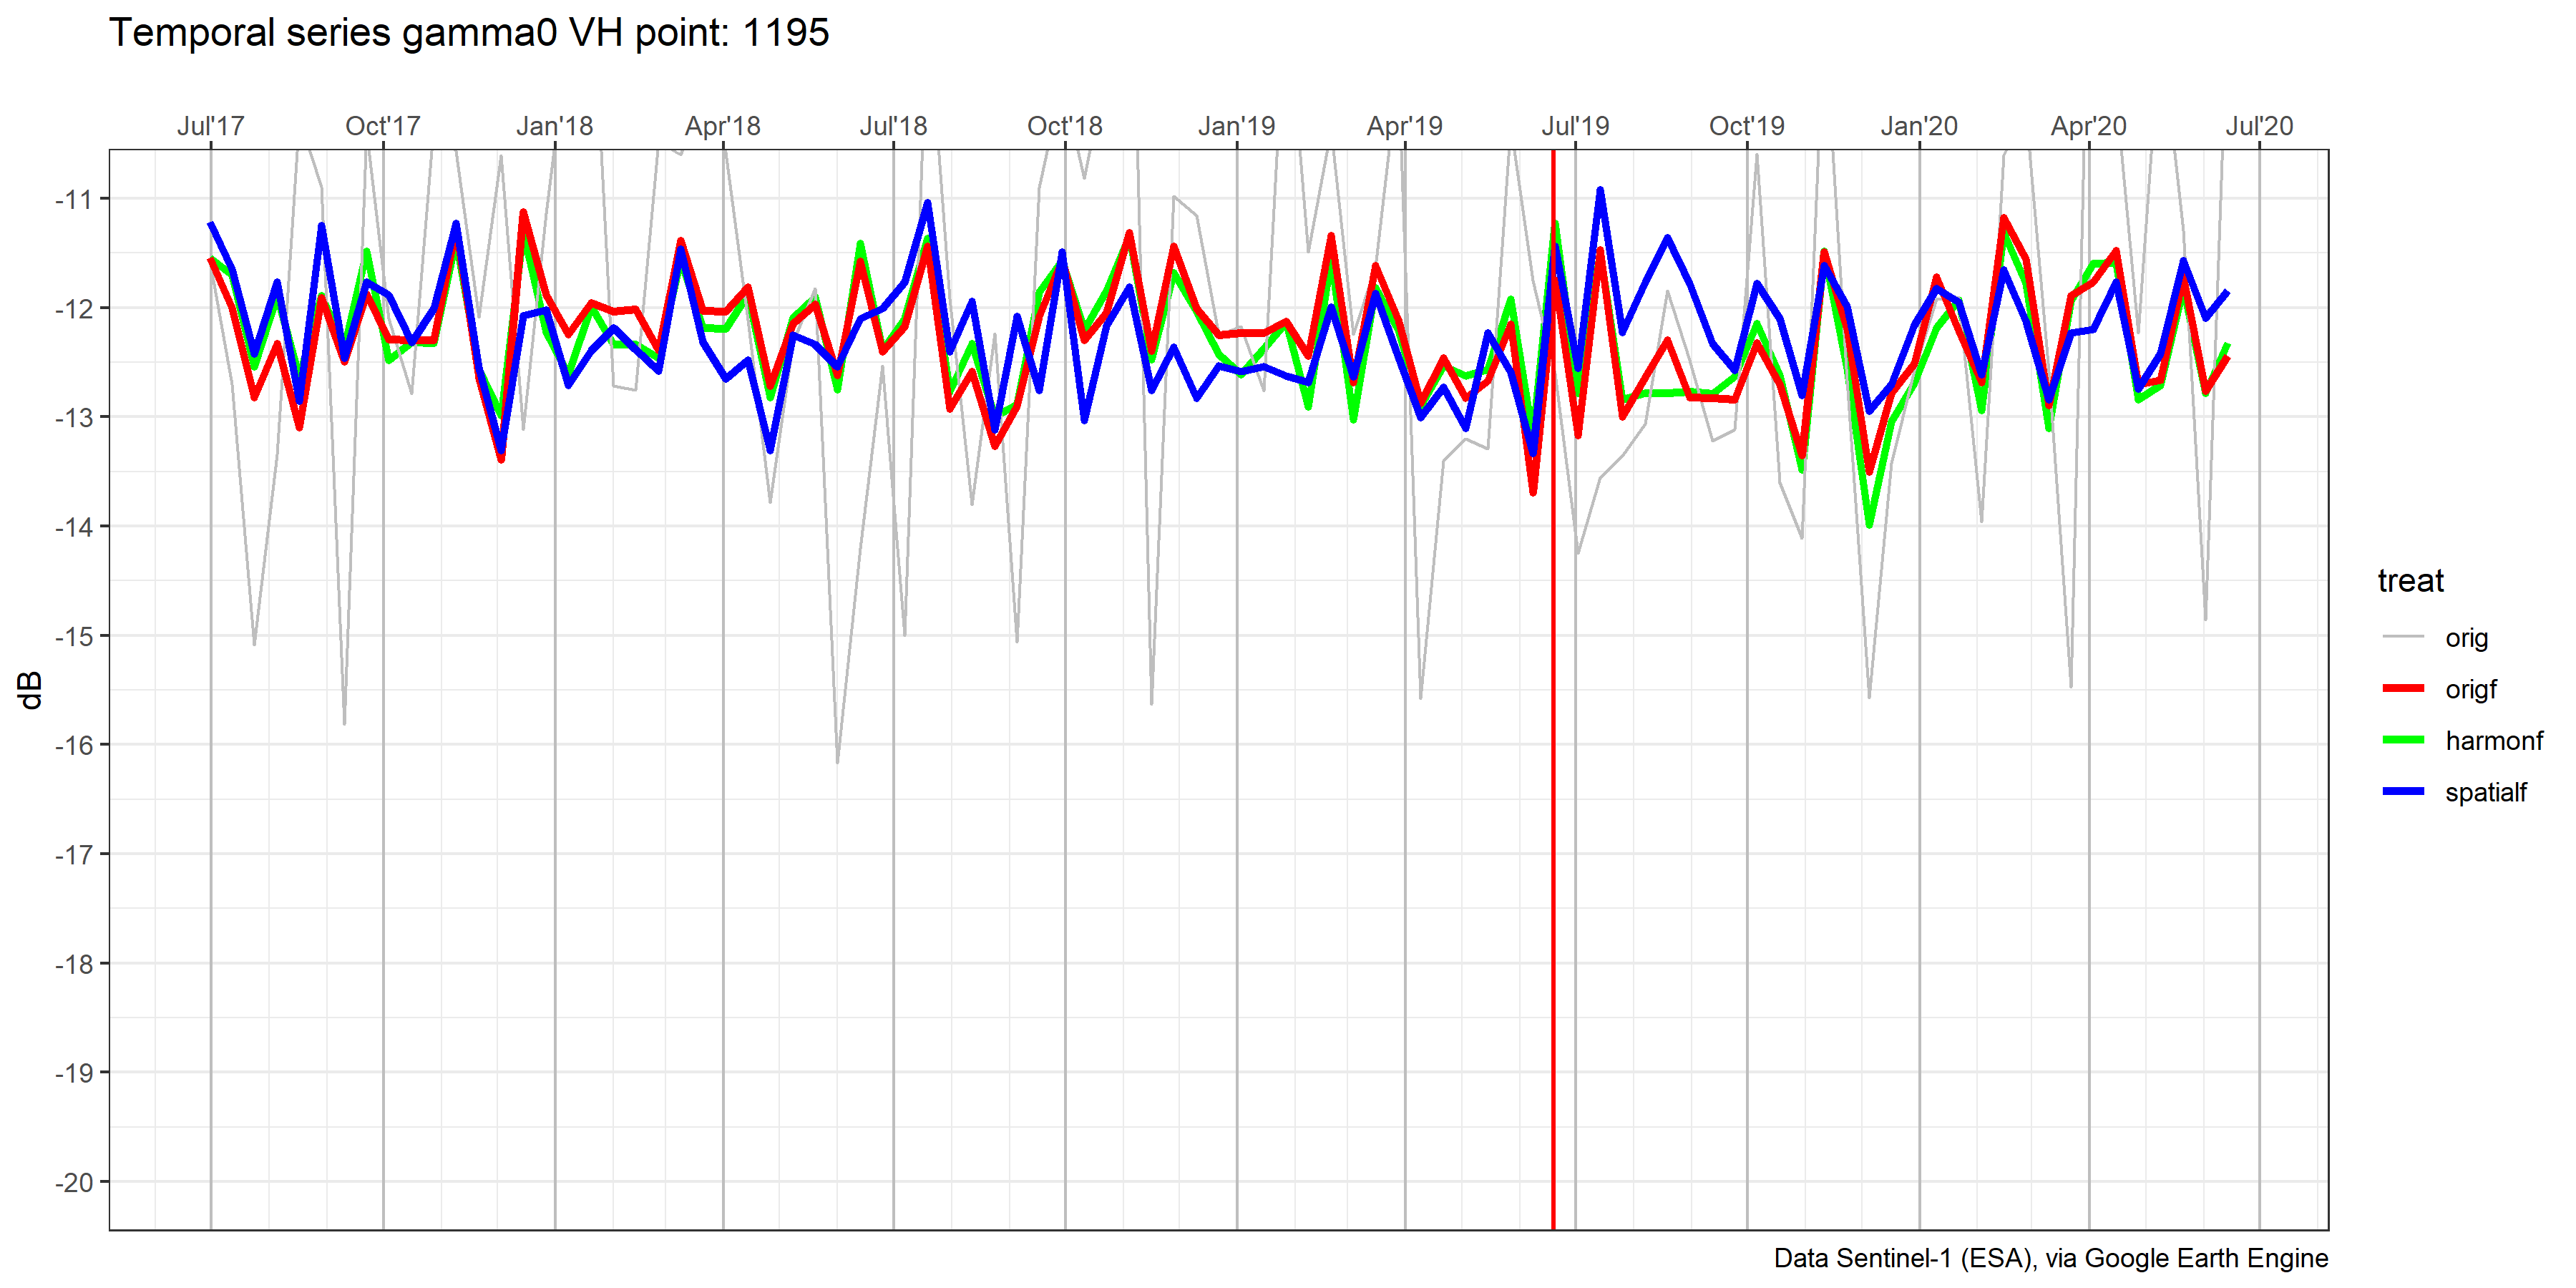 Temporal series gamma0 VH point: 1195
Jul'17 Oct'17 Jan'18 Apr'18 Jul'18 Oct'18 Jan'19 Apr'19 Jul'19 Oct'19 Jan'20 Apr'20 Jul'20
-11
-12
-13
-14
-15
-16
-17
-18
-19
-20
dB
treat
orig
origf
harmonf
spatialf
Data Sentinel-1 (ESA), via Google Earth Engine